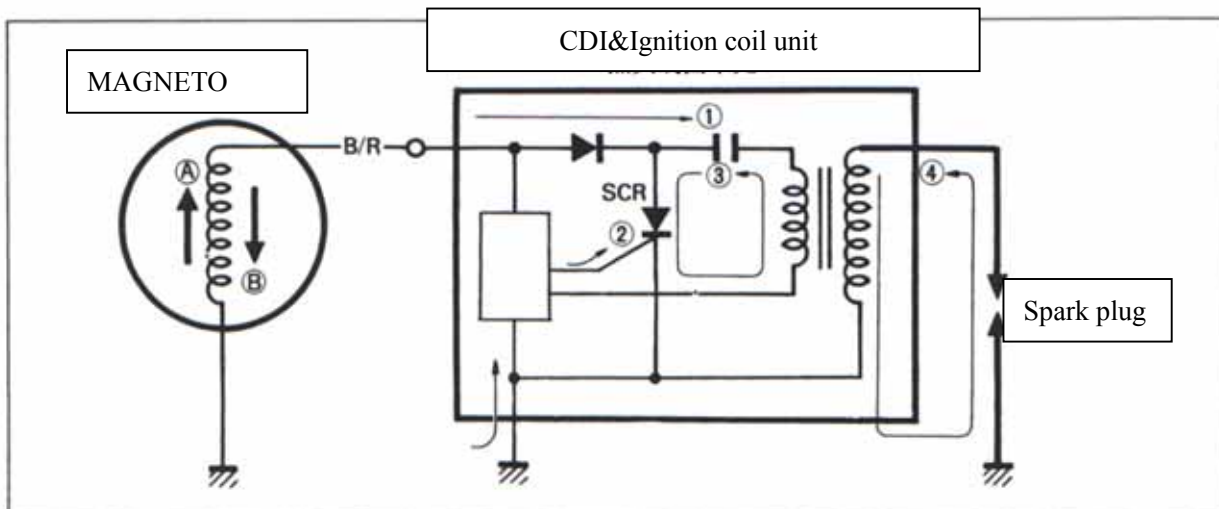 CDI&Ignition coil unit
MAGNETO
B/R
①
A
③
SCR
④
②
B
Spark plug